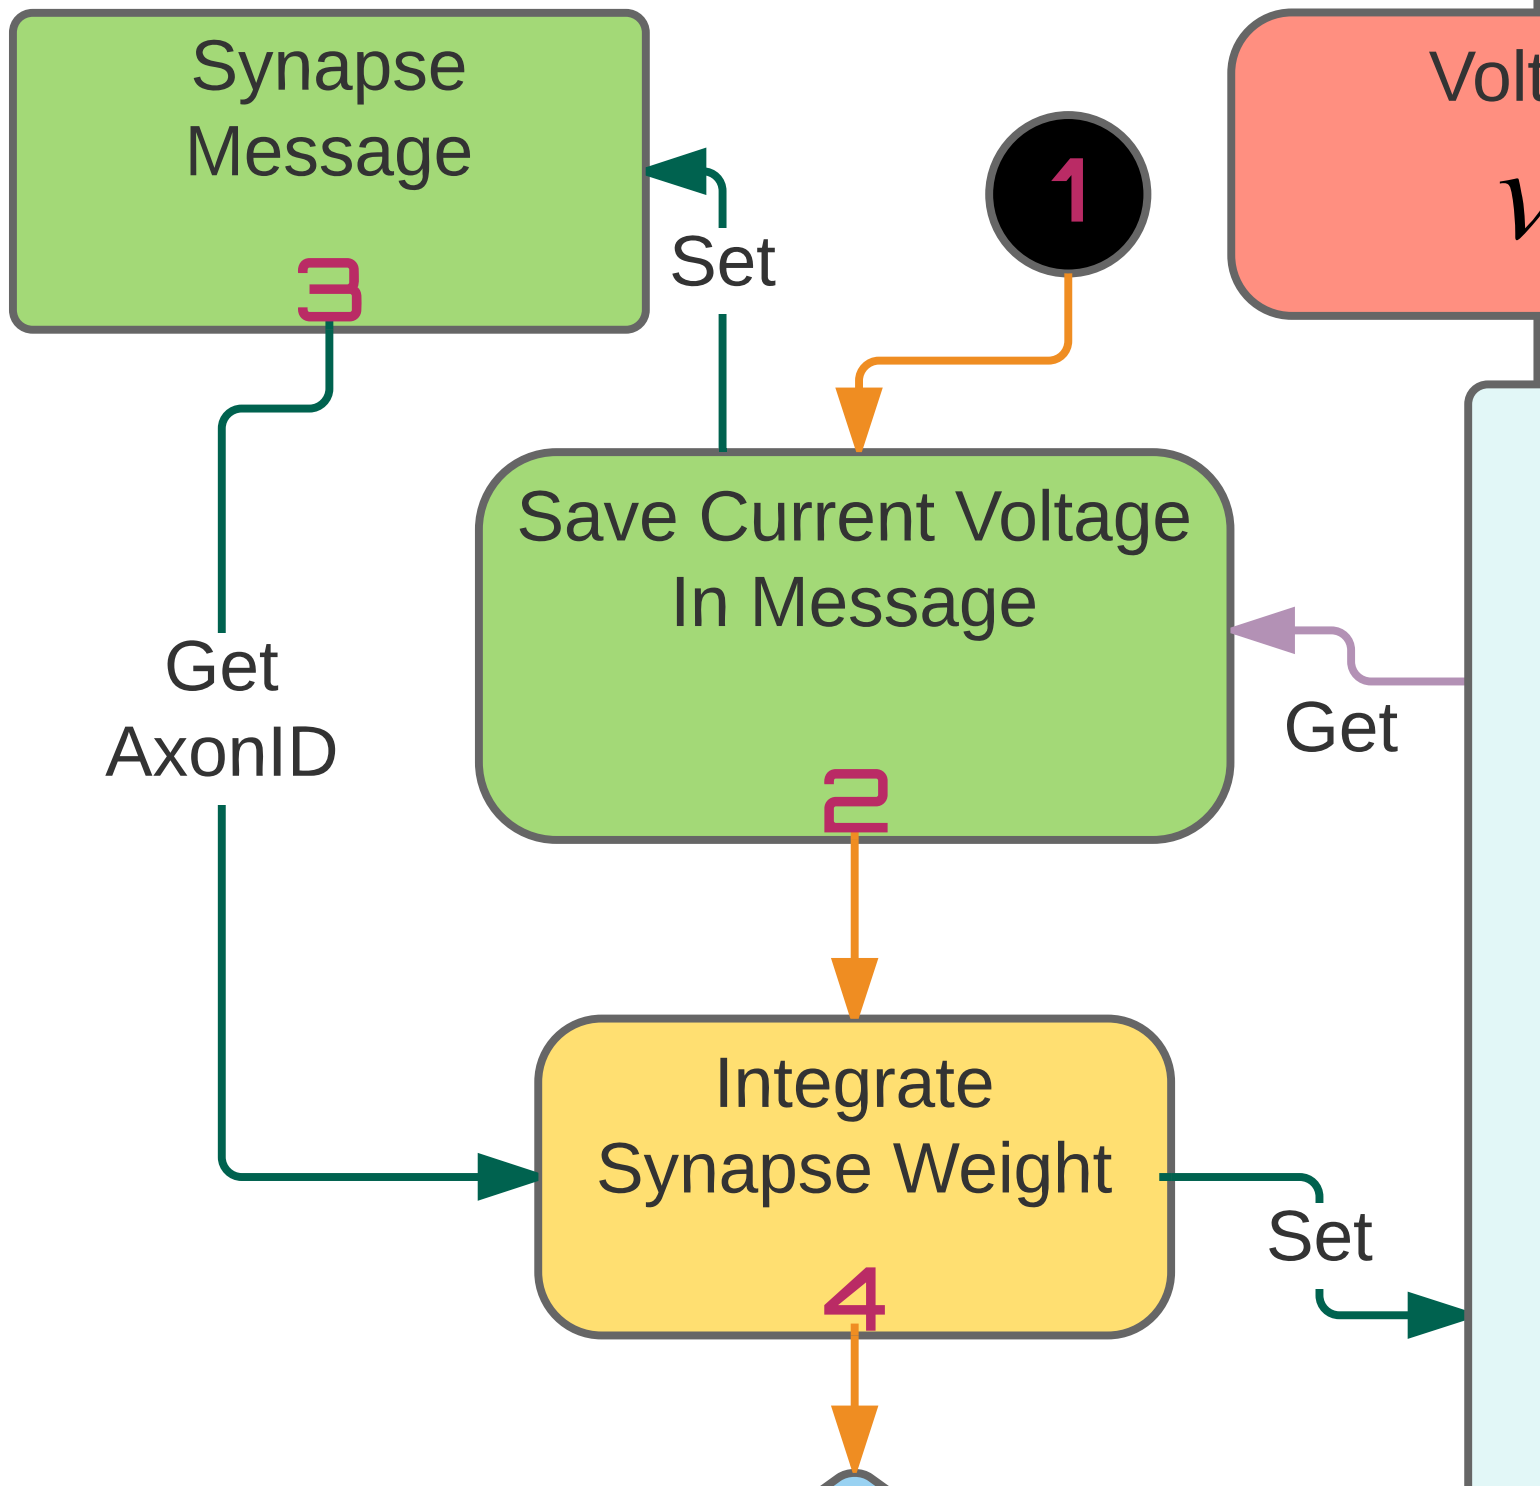 Synapse
Message
3
Set
1
v
Save Current Voltage
In Message
2
Get
Get
AxonID
Integrate
Synapse Weight
4
Set